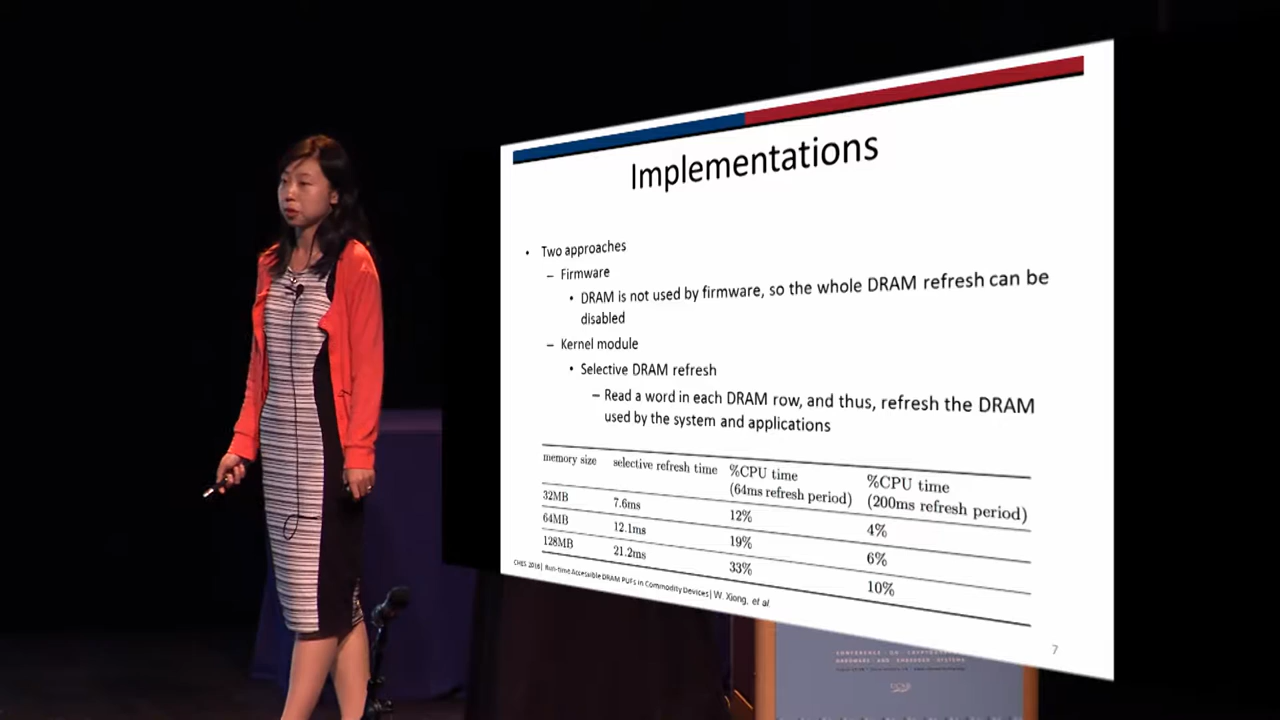 Implementations
• Two approaches
– Firmware
• DRAM is not used by firmware, so the whole DRAM refresh can be
disabled
– Kernel module
• Selective DRAM refresh
– Read a word in each DRAM row, and thus, refresh the DRAM
used by the system and applications
memory size selective refresh time %CPU time (64ms refresh period) %CPU time (200ms refresh period)
32MB 7.6ms 12% 4%
64MB 12.1ms 19% 6%
128MB 21.2ms 33% 10%
CHES 2016| Run-time Accessible DRAM PUFs in Commodity Devices| W. Xiong, et al.
7
HARDWARE AND EMBEDDED SYSTEMS